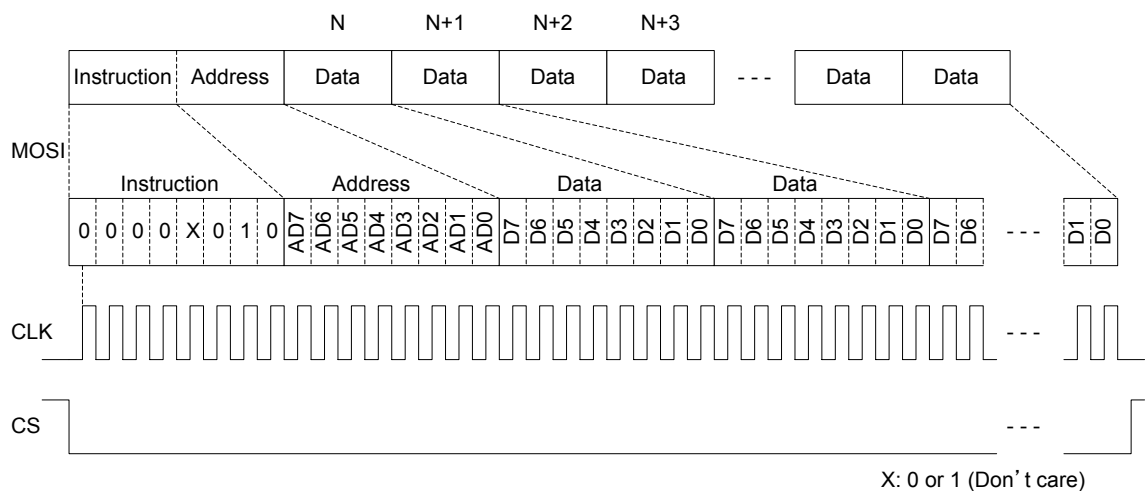 N N+1 N+2 N+3
Instruction Address Data Data Data Data - - - Data Data
MOSI
Instruction Address Data Data
0 0 0 0 X 0 1 0 AD7 AD6 AD5 AD4 AD3 AD2 AD1 AD0 D7 D6 D5 D4 D3 D2 D1 D0 D7 D6 D5 D4 D3 D2 D1 D0 D7 D6 - - - D1 D0
CLK - - -
CS - - -
X: 0 or 1 (Don't care)